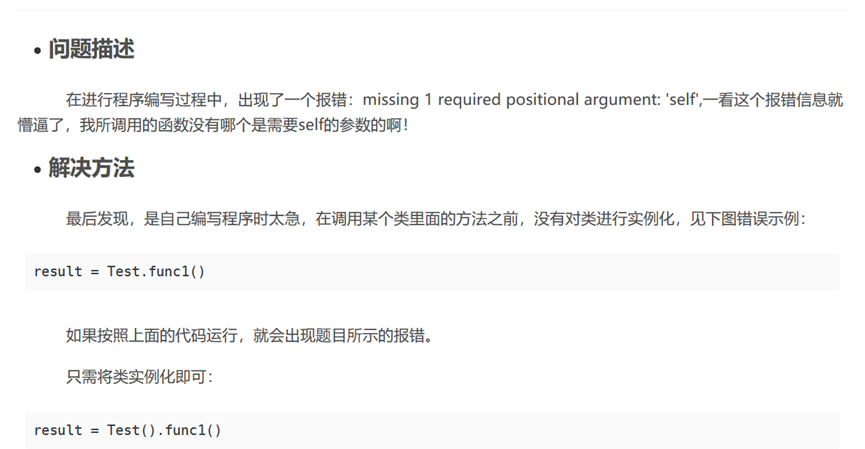 问题描述
在进行程序编写过程中，出现了一个报错：missing 1 required positional argument: 'self',一看这个报错信息就
懵逼了，我所调用的函数没有哪个是需要self的参数的啊！
解决方法
最后发现，是自己编写程序时太急，在调用某个类里面的方法之前，没有对类进行实例化，见下图错误示例：
result = Test.func1()
如果按照上面的代码运行，就会出现题目所示的报错。
只需将类实例化即可：
result = Test().func1()